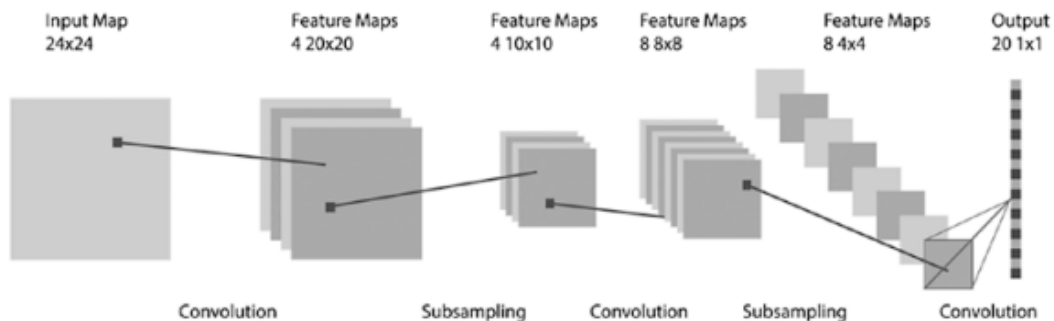 Input Map
24x24
Feature Maps
4 20x20
Feature Maps
4 10x10
Feature Maps
8 8x8
Feature Maps
8 4x4
Output
20 1x1
Convolution
Subsampling
Convolution
Subsampling
Convolution